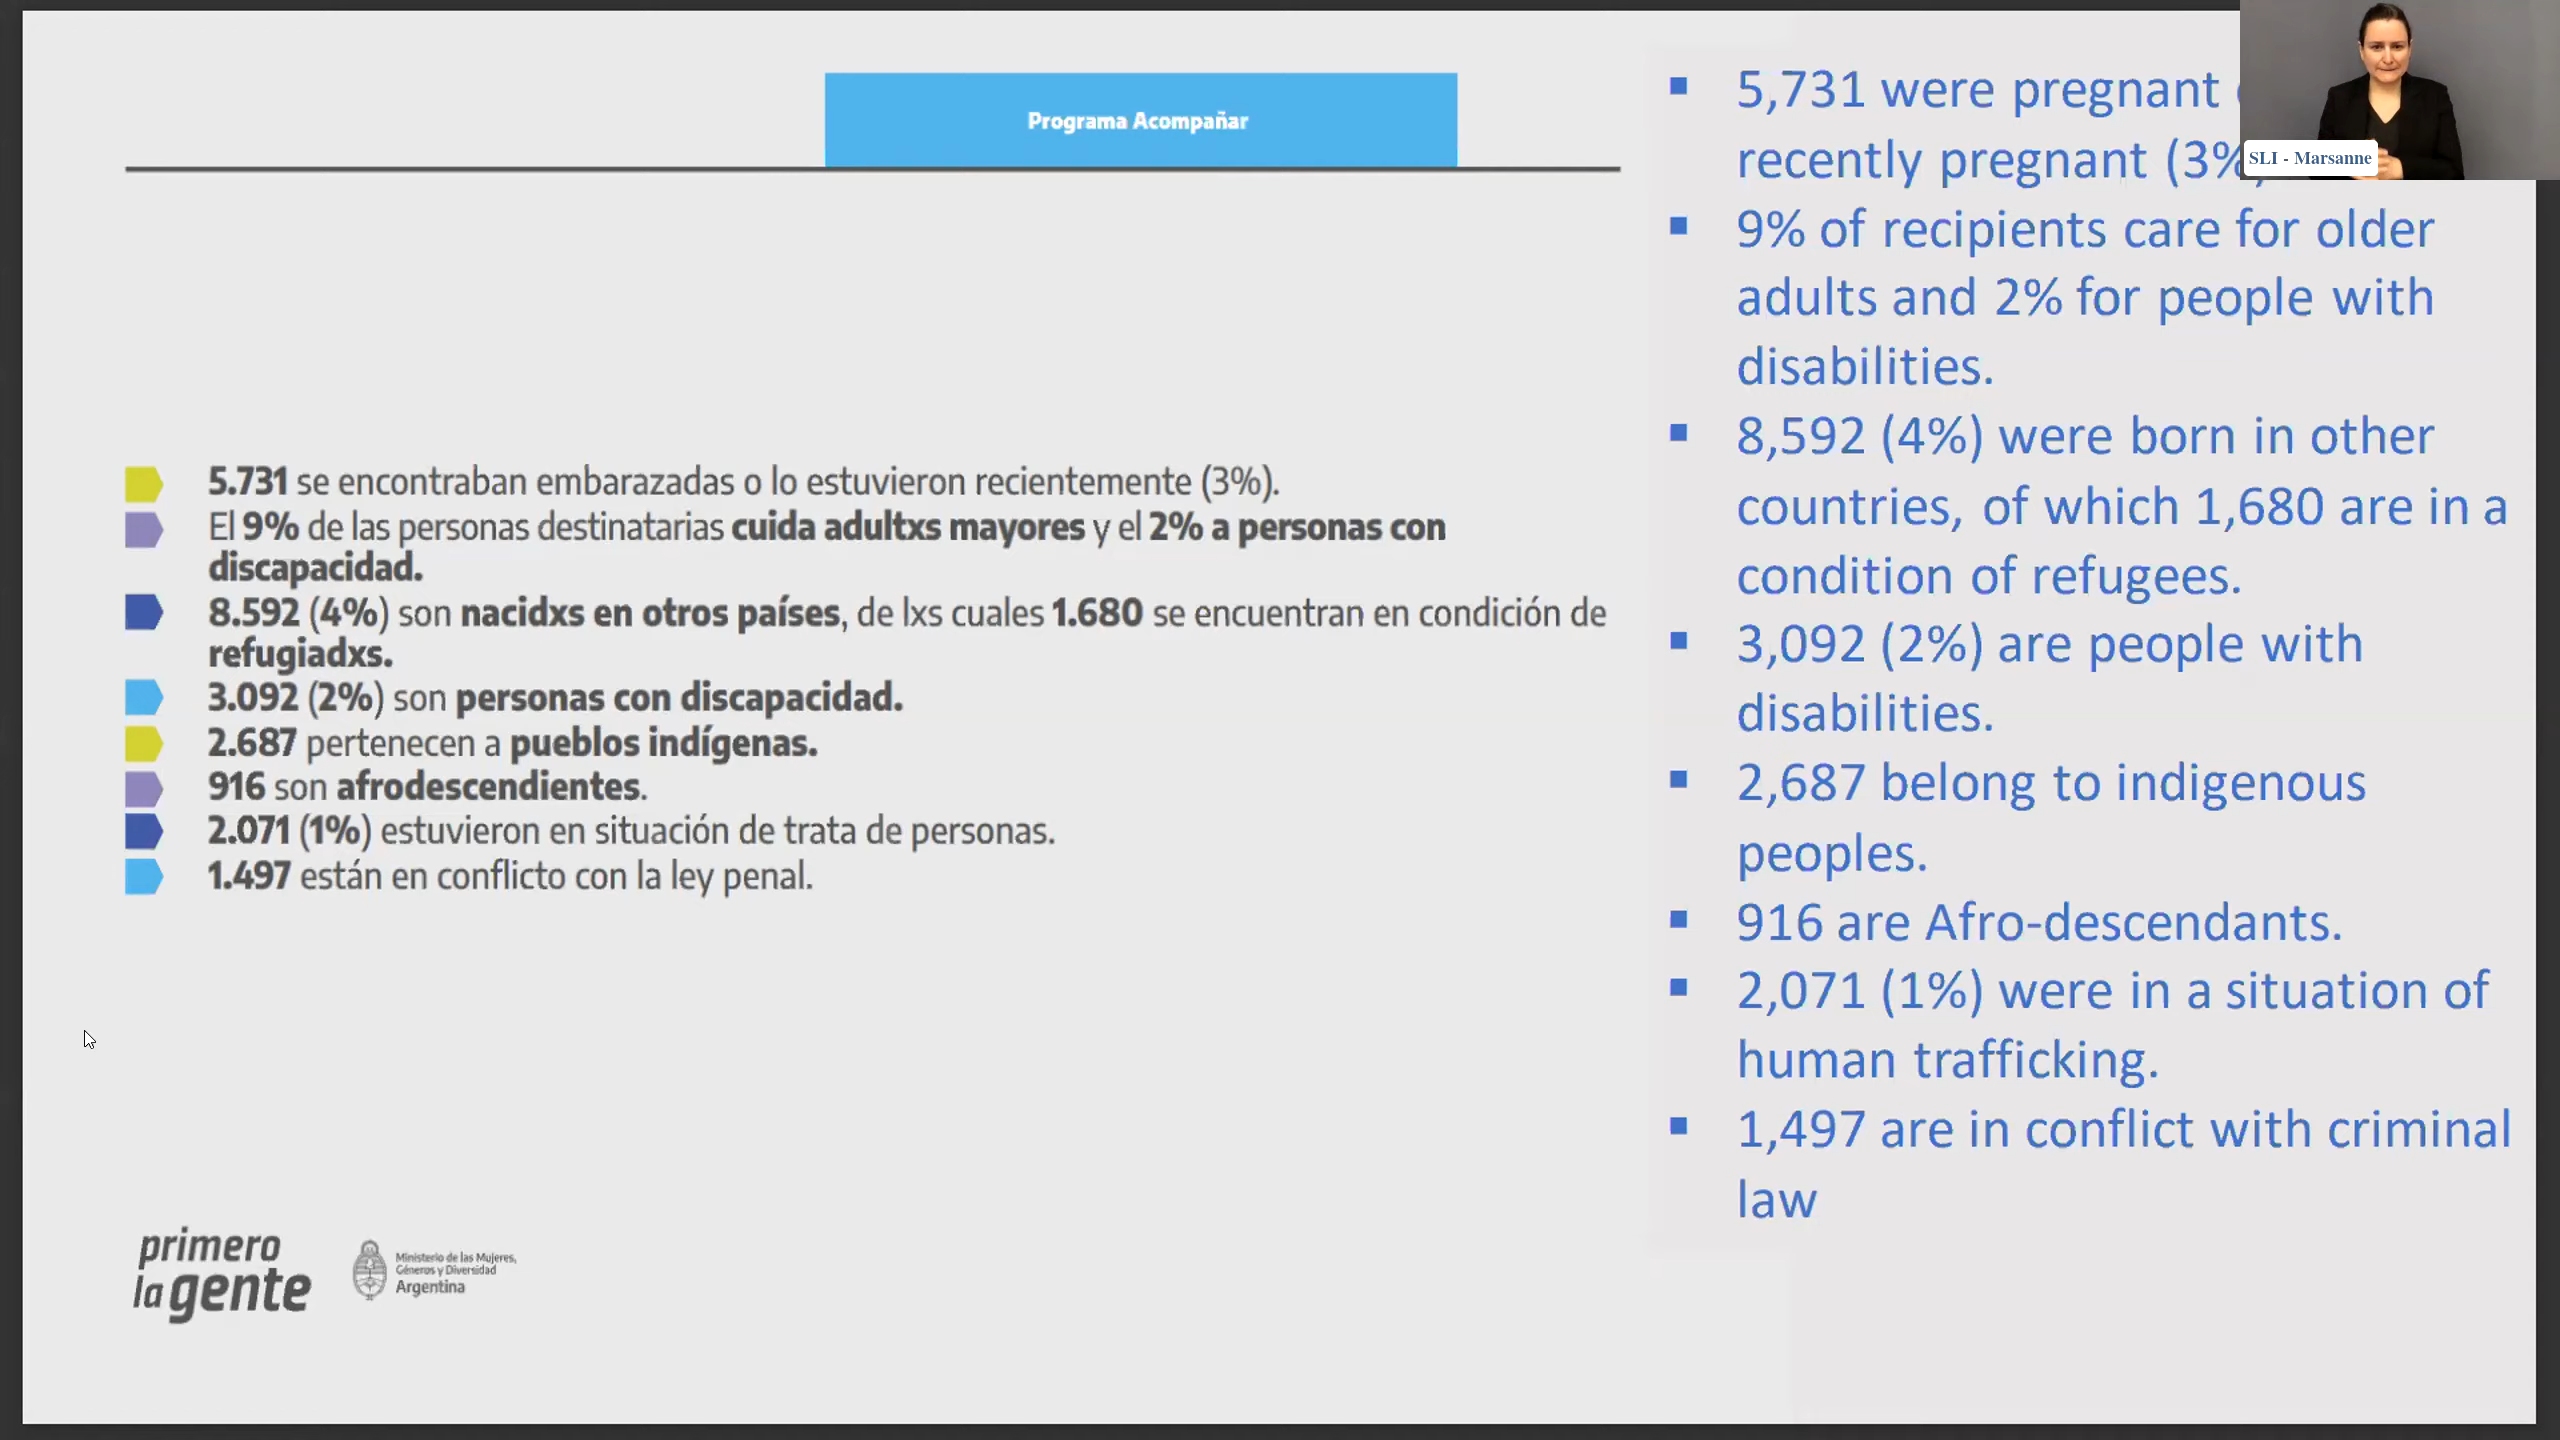 Programa Acompañar
5.731 se encontraban embarazadas o lo estuvieron recientemente (3%).
El 9% de las personas destinatarias cuida adultxs mayores y el 2% a personas con
discapacidad.
8.592 (4%) son nacidxs en otros países, de lxs cuales 1.680 se encuentran en condición de
refugiadxs.
3.092 (2%) son personas con discapacidad.
2.687 pertenecen a pueblos indígenas.
916 son afrodescendientes.
2.071 (1%) estuvieron en situación de trata de personas.
1.497 están en conflicto con la ley penal.
primero
la gente
Ministerio de las Mujeres,
Géneros y Diversidad
Argentina
5,731 were pregnant
recently pregnant (3%
9% of recipients care for older
adults and 2% for people with
disabilities.
8,592 (4%) were born in other
countries, of which 1,680 are in a
condition of refugees.
3,092 (2%) are people with
disabilities.
2,687 belong to indigenous
peoples.
916 are Afro-descendants.
2,071 (1%) were in a situation of
human trafficking.
1,497 are in conflict with criminal
law
SLI - Marsanne